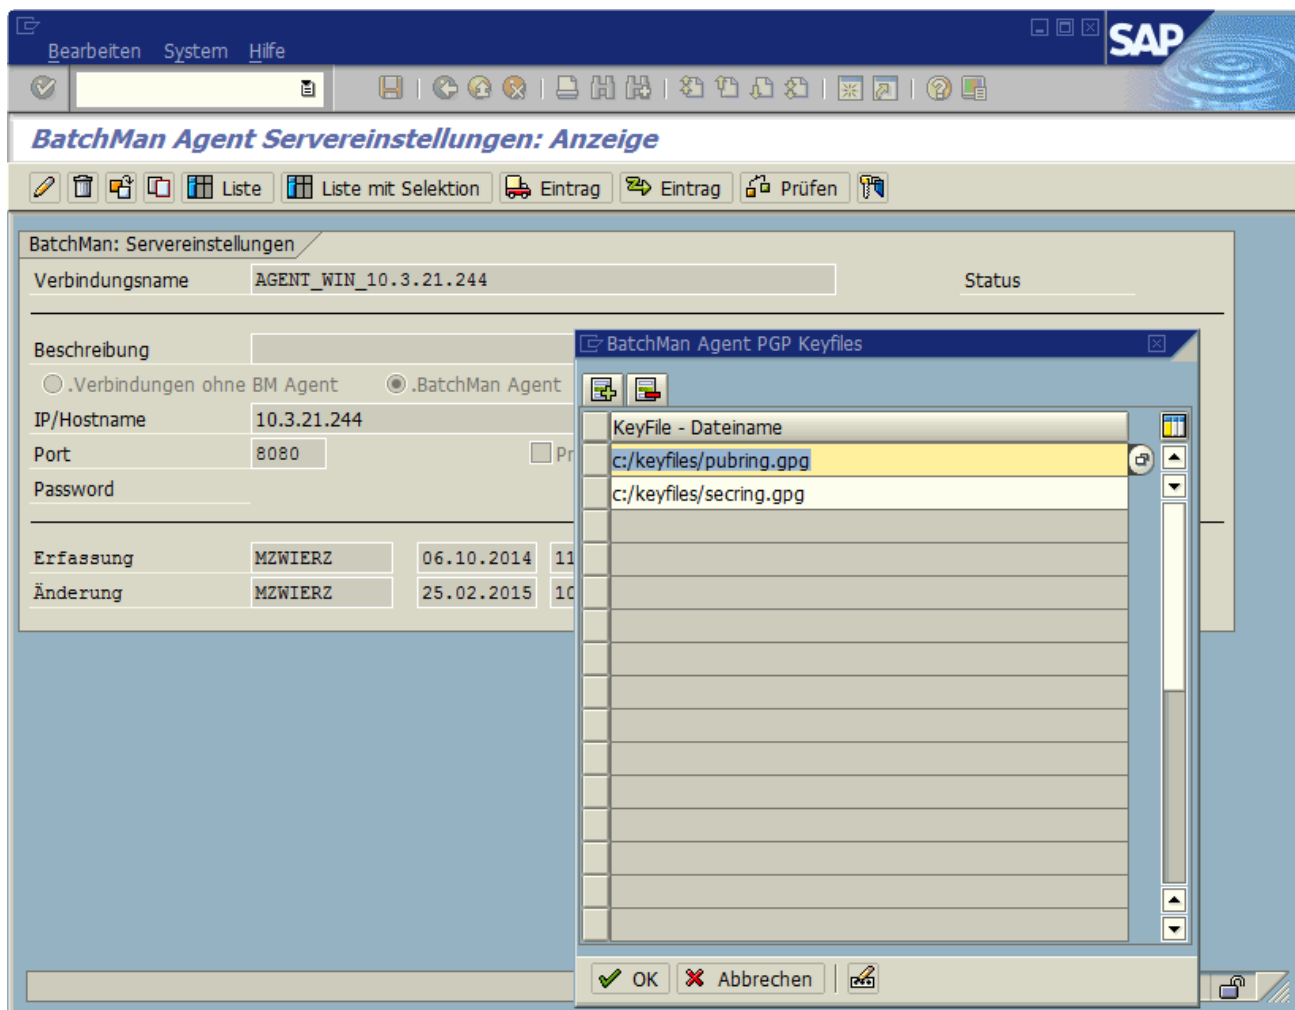 Bearbeiten System Hilfe
SAP
BatchMan Agent Servereinstellungen: Anzeige
Liste Liste mit Selektion Eintrag Eintrag Prüfen
BatchMan: Servereinstellungen
Verbindungsname AGENT_WIN_10.3.21.244 Status
Beschreibung
.Verbindungen ohne BM Agent .BatchMan Agent
IP/Hostname 10.3.21.244
Port 8080 Pr
Password
Erfassung MZWIERZ 06.10.2014 11
Änderung MZWIERZ 25.02.2015 10
BatchMan Agent PGP Keyfiles
KeyFile - Dateiname
c:/keyfiles/pubring.gpg
c:/keyfiles/secring.gpg
OK Abbrechen